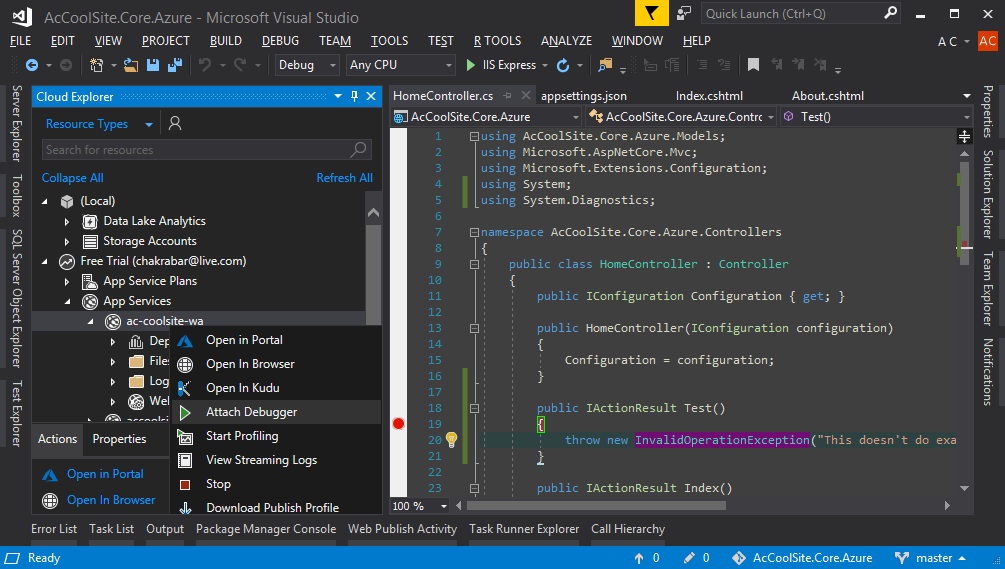 AcCoolSite.Core.Azure - Microsoft Visual Studio
Quick Launch (Ctrl+Q)
FILE EDIT VIEW PROJECT BUILD DEBUG TEAM TOOLS TEST R TOOLS ANALYZE WINDOW HELP
A C AC
Debug Any CPU IIS Express
Server Explorer
Toolbox
SQL Server Object Explorer
Test Explorer
Cloud Explorer
Resource Types
Search for resources
Collapse All Refresh All
(Local)
Data Lake Analytics
Storage Accounts
Free Trial (chakrabar@live.com)
App Service Plans
App Services
ac-coolsite-wa
Dep
Files
Log
We
Open in Portal
Open In Browser
Open In Kudu
Attach Debugger
Start Profiling
View Streaming Logs
Stop
Download Publish Profile
Actions Properties
Open in Portal
Open In Browser
HomeController.cs appsettings.json Index.cshtml About.cshtml
AcCoolSite.Core.Azure AcCoolSite.Core.Azure.Contrc Test()
1 using AcCoolSite.Core.Azure.Models;
2 using Microsoft.AspNetCore.Mvc;
3 using Microsoft.Extensions.Configuration;
4 using System;
5 using System.Diagnostics;
6
7 namespace AcCoolSite.Core.Azure.Controllers
8 {
9 public class HomeController : Controller
10 {
11 public IConfiguration Configuration { get; }
12
13 public HomeController(IConfiguration configuration)
14 {
15 Configuration = configuration;
16 }
17
18 public IActionResult Test()
19 {
20 throw new InvalidOperationException("This doesn't do exa
21 }
22
23 public IActionResult Index()
100 %
Properties
Solution Explorer
Team Explorer
Notifications
Error List Task List Output Package Manager Console Web Publish Activity Task Runner Explorer Call Hierarchy
Ready 0 0 AcCoolSite.Core.Azure master